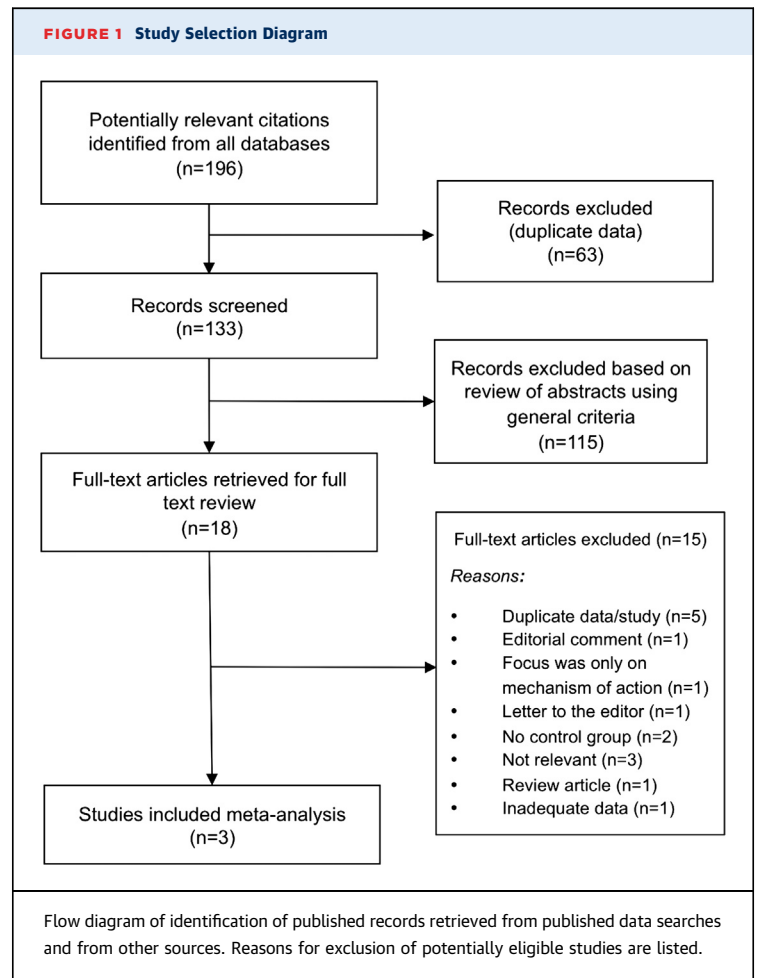 FIGURE 1 Study Selection Diagram
Potentially relevant citations
identified from all databases
(n=196)
Records excluded
(duplicate data)
(n=63)
Records screened
(n=133)
Records excluded based on
review of abstracts using
general criteria
(n=115)
Full-text articles retrieved for full
text review
(n=18)
Full-text articles excluded (n=15)
Reasons:
• Duplicate data/study (n=5)
• Editorial comment (n=1)
• Focus was only on
mechanism of action (n=1)
• Letter to the editor (n=1)
• No control group (n=2)
• Not relevant (n=3)
• Review article (n=1)
• Inadequate data (n=1)
Studies included meta-analysis
(n=3)
Flow diagram of identification of published records retrieved from published data searches
and from other sources. Reasons for exclusion of potentially eligible studies are listed.